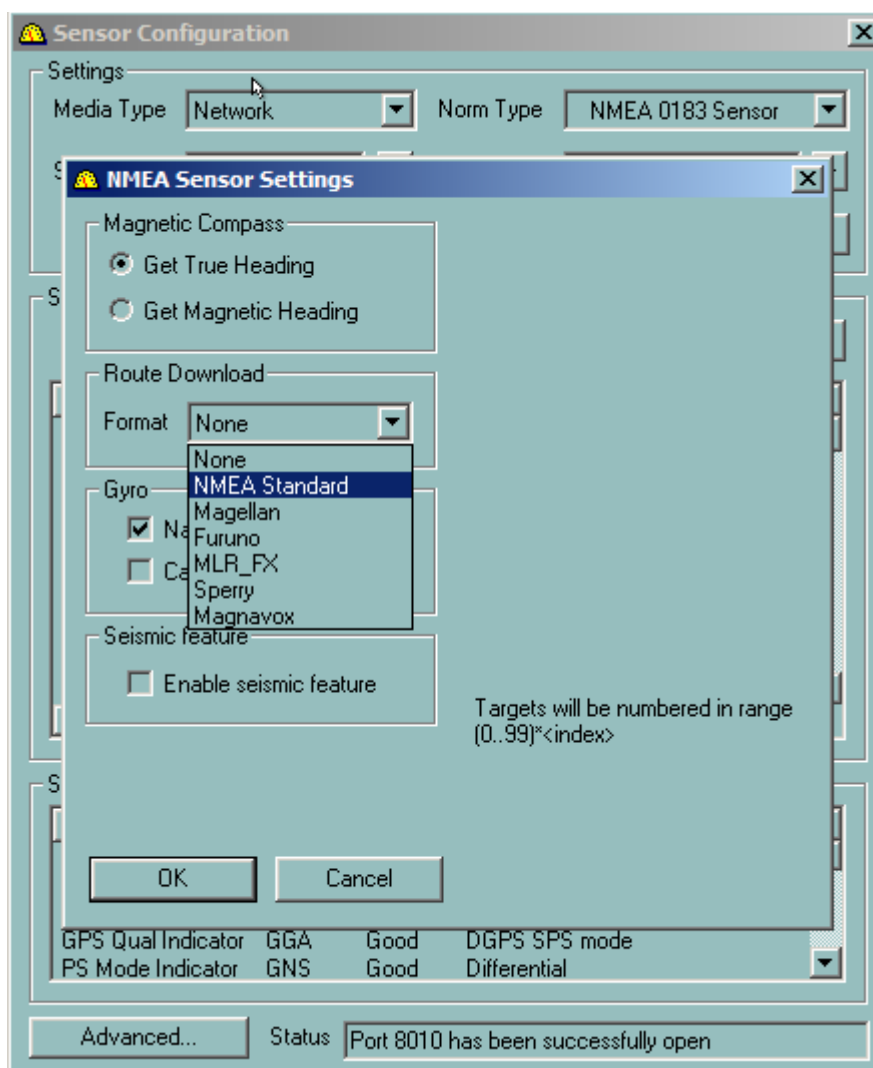 Sensor Configuration
Settings
Media Type Network Norm Type NMEA 0183 Sensor
NMEA Sensor Settings
Magnetic Compass
Get True Heading
Get Magnetic Heading
Route Download
Format None
None
NMEA Standard
Magellan
Furuno
MLR_FX
Sperry
Magnavox
Gyro
Seismic feature
Enable seismic feature
Targets will be numbered in range
(0..99)*<index>
OK Cancel
GPS Qual Indicator GGA Good DGPS SPS mode
PS Mode Indicator GNS Good Differential
Advanced... Status Port 8010 has been successfully open